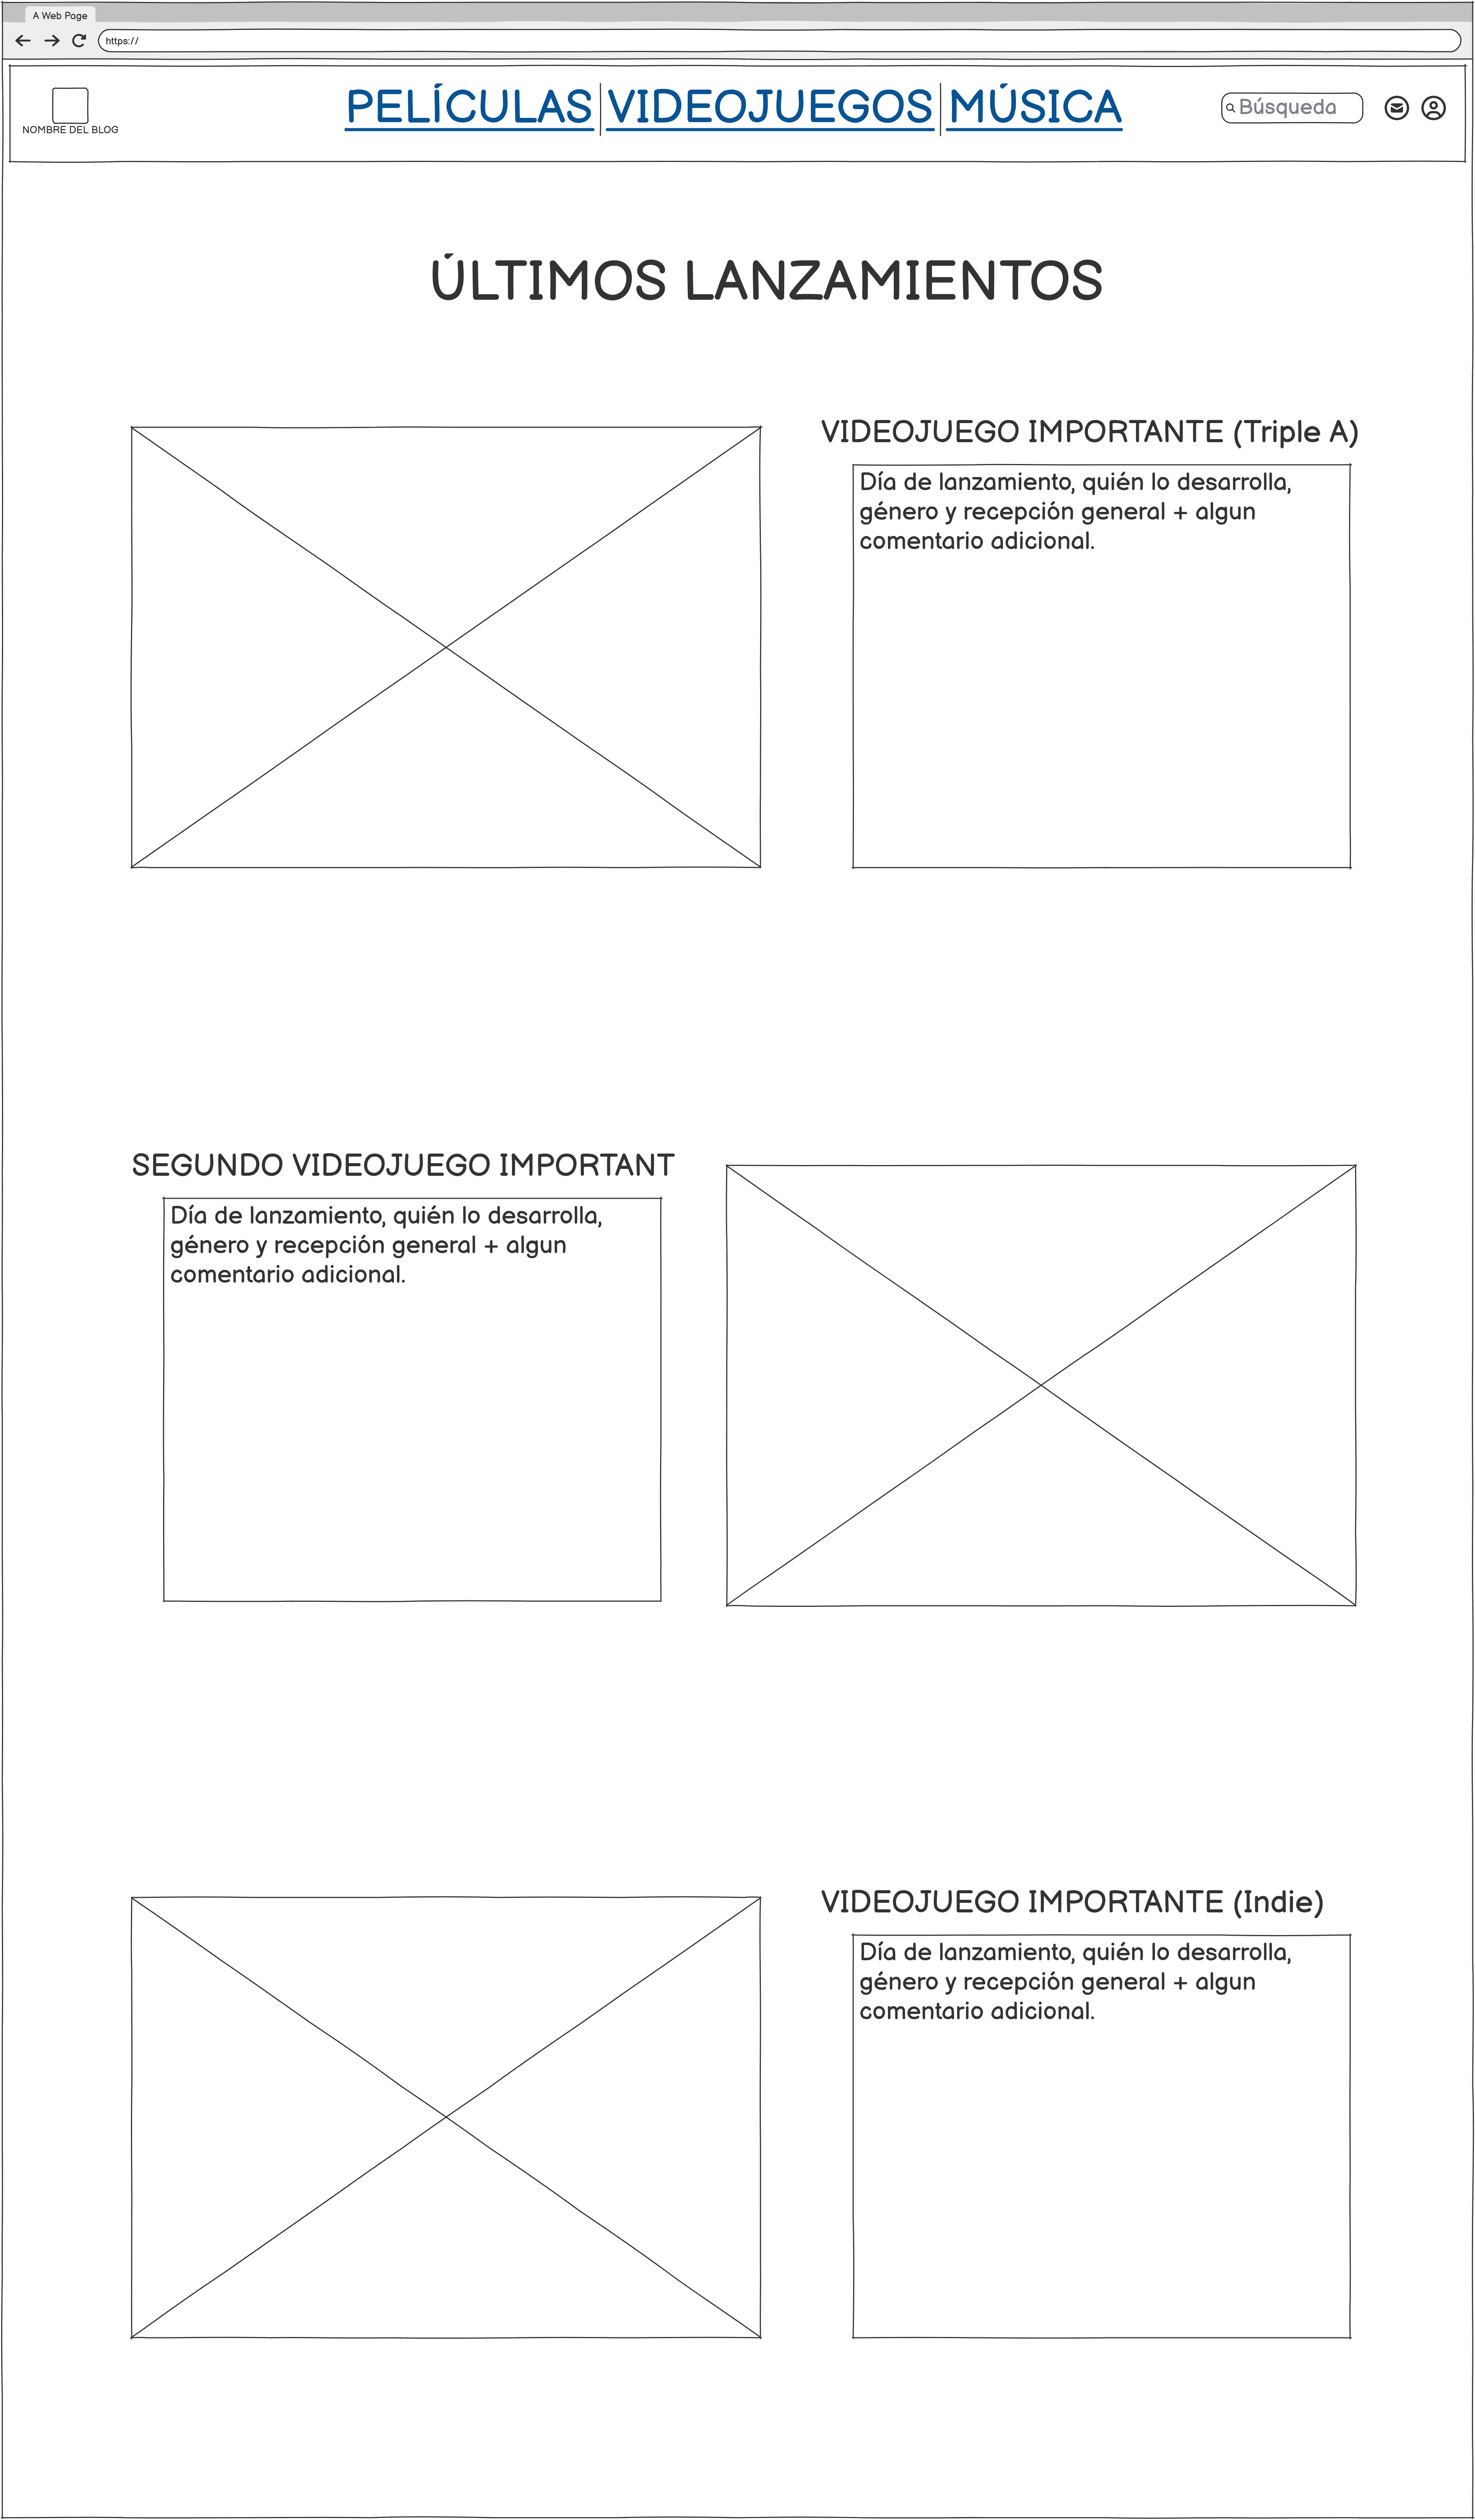 A Web Page
https://
NOMBRE DEL BLOG
PELÍCULAS VIDEOJUEGOS MÚSICA
Búsqueda
ÚLTIMOS LANZAMIENTOS
VIDEOJUEGO IMPORTANTE (Triple A)
Día de lanzamiento, quién lo desarrolla,
género y recepción general + algun
comentario adicional.
SEGUNDO VIDEOJUEGO IMPORTANT
Día de lanzamiento, quién lo desarrolla,
género y recepción general + algun
comentario adicional.
VIDEOJUEGO IMPORTANTE (Indie)
Día de lanzamiento, quién lo desarrolla,
género y recepción general + algun
comentario adicional.